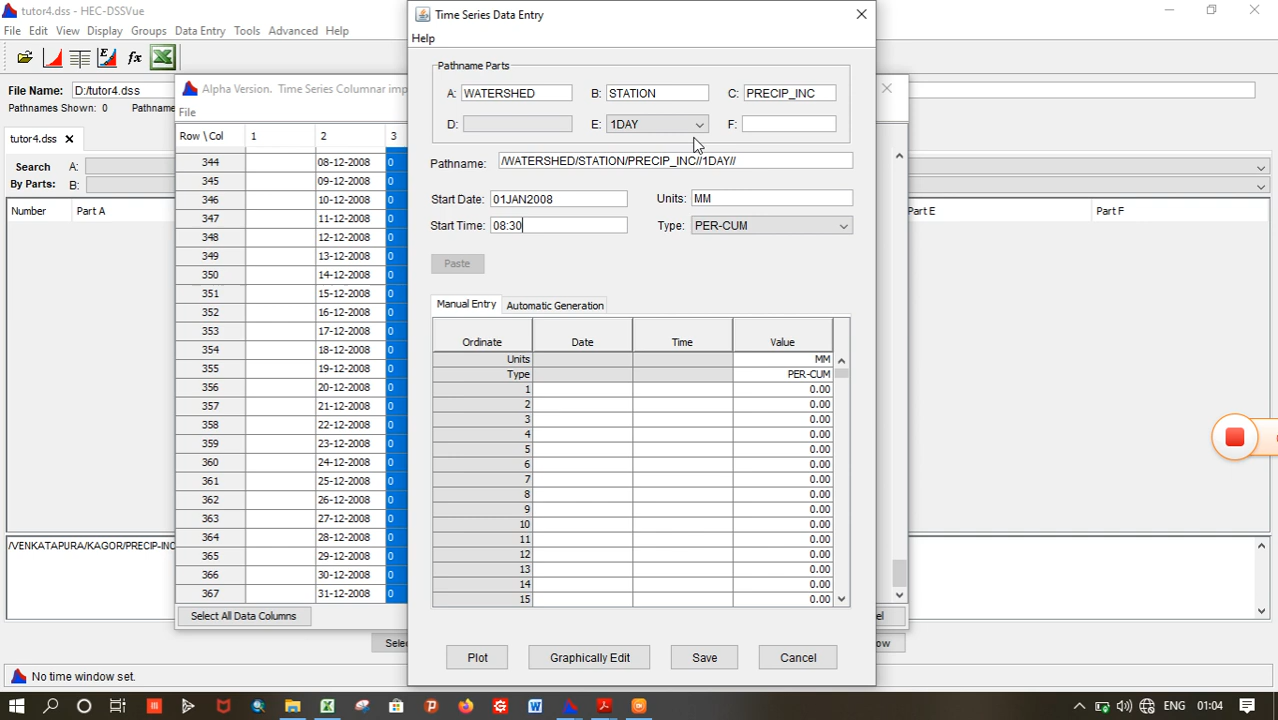 tutor4.dss - HEC-DSSVue
File Edit View Display Groups Data Entry Tools Advanced Help
fx
File Name: D:/tutor4.dss
Pathnames Shown: 0 Pathname
tutor4.dss
Search A:
By Parts: B:
Number Part A Part E Part F
Alpha Version. Time Series Columnar imp
File
Row \ Col 1 2 3
344 08-12-2008 0
345 09-12-2008 0
346 10-12-2008 0
347 11-12-2008 0
348 12-12-2008 0
349 13-12-2008 0
350 14-12-2008 0
351 15-12-2008 0
352 16-12-2008 0
353 17-12-2008 0
354 18-12-2008 0
355 19-12-2008 0
356 20-12-2008 0
357 21-12-2008 0
358 22-12-2008 0
359 23-12-2008 0
360 24-12-2008 0
361 25-12-2008 0
362 26-12-2008 0
363 27-12-2008 0
364 28-12-2008 0
365 29-12-2008 0
366 30-12-2008 0
367 31-12-2008 0
Select All Data Columns
el
Time Series Data Entry
Help
Pathname Parts
A: WATERSHED B: STATION C: PRECIP_INC
D: E: 1DAY F:
Pathname: /WATERSHED/STATION/PRECIP_INC//1DAY//
Start Date: 01JAN2008 Units: MM
Start Time: 08:30 Type: PER-CUM
Paste
Manual Entry Automatic Generation
Ordinate Date Time Value
Units MM
Type PER-CUM
1 0.00
2 0.00
3 0.00
4 0.00
5 0.00
6 0.00
7 0.00
8 0.00
9 0.00
10 0.00
11 0.00
12 0.00
13 0.00
14 0.00
15 0.00
Plot Graphically Edit Save Cancel
/VENKATAPURA/KAGOR/PRECIP-INC
Selec
ow
No time window set.
ENG 01:04